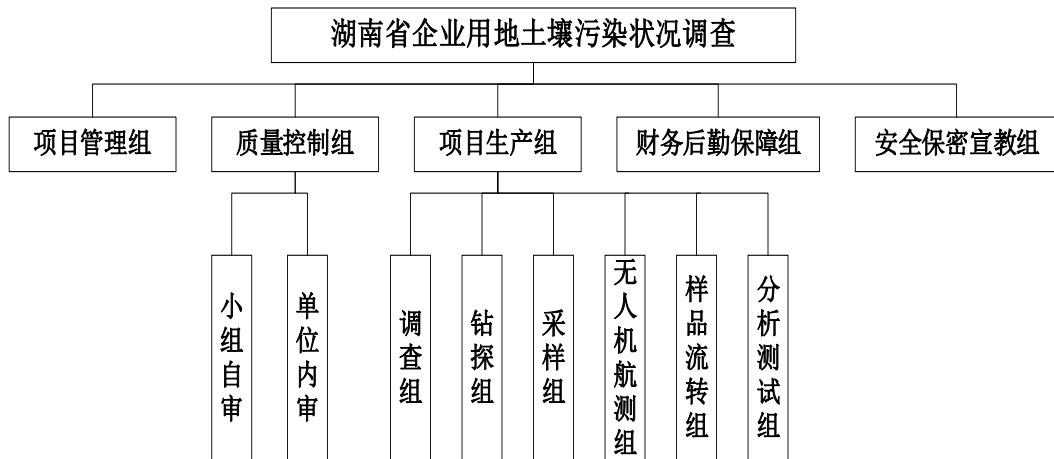 湖南省企业用地土壤污染状况调查
项目管理组
质量控制组
项目生产组
财务后勤保障组
安全保密宣教组
小组自审
单位内审
调查组
钻探组
采样组
无人机航测组
样品流转组
分析测试组